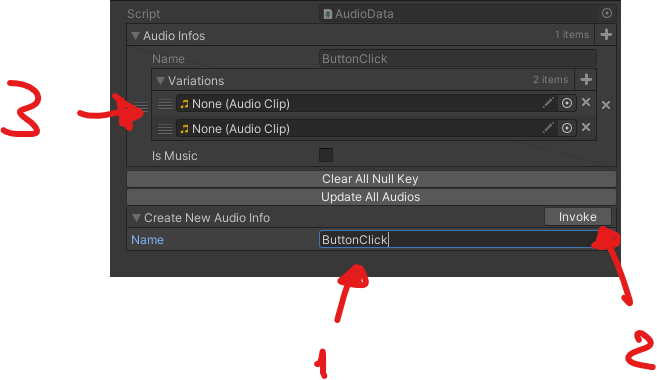 Script AudioData
Audio Infos 1 items
Name ButtonClick
Variations 2 items
3
None (Audio Clip)
None (Audio Clip)
Is Music
Clear All Null Key
Update All Audios
Create New Audio Info Invoke
Name ButtonClick
1
2